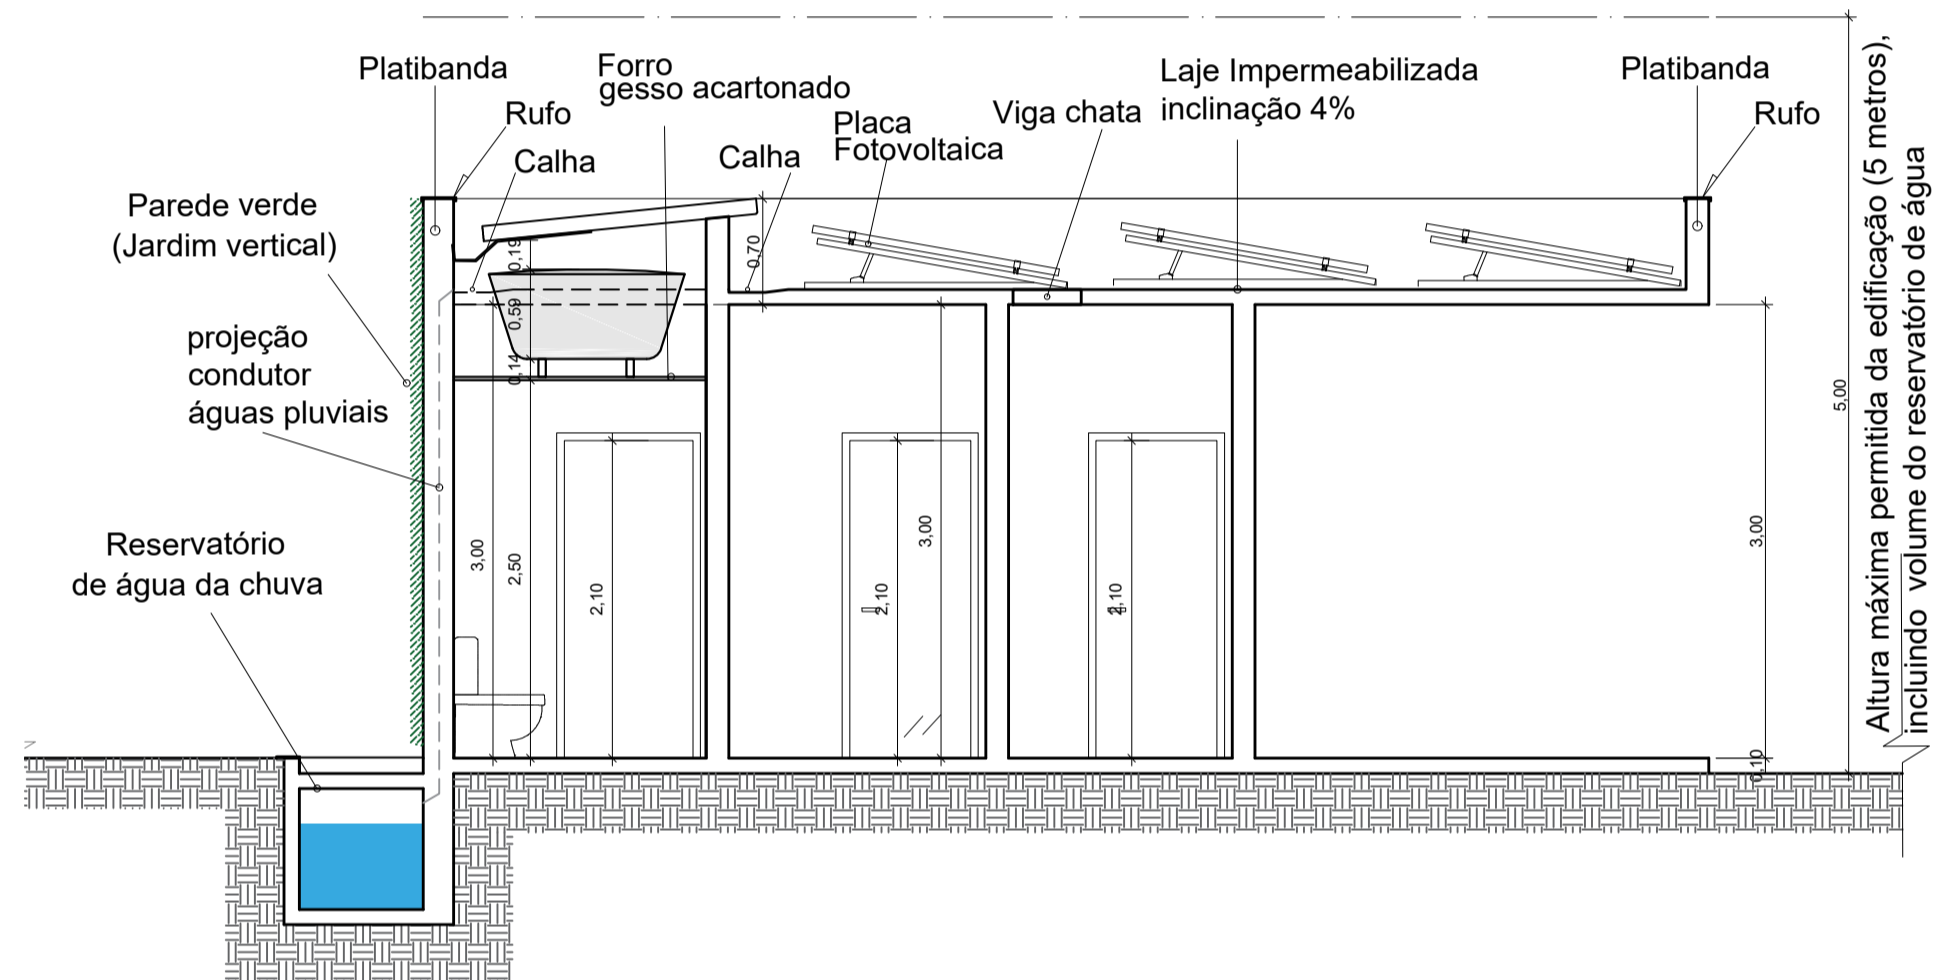 Platibanda
Forro
gesso acartonado
Laje Impermeabilizada
inclinação 4%
Platibanda
Rufo
Placa
Fotovoltaica
Viga chata
Rufo
Calha
Calha
Parede verde
(Jardim vertical)
projeção
condutor
águas pluviais
Reservatório
de água da chuva
0,19
0,59
0,14
0,70
3,00
2,50
2,10
2,10
3,00
2,10
3,00
0,10
5,00
Altura máxima permitida da edificação (5 metros),
incluindo volume do reservatório de água